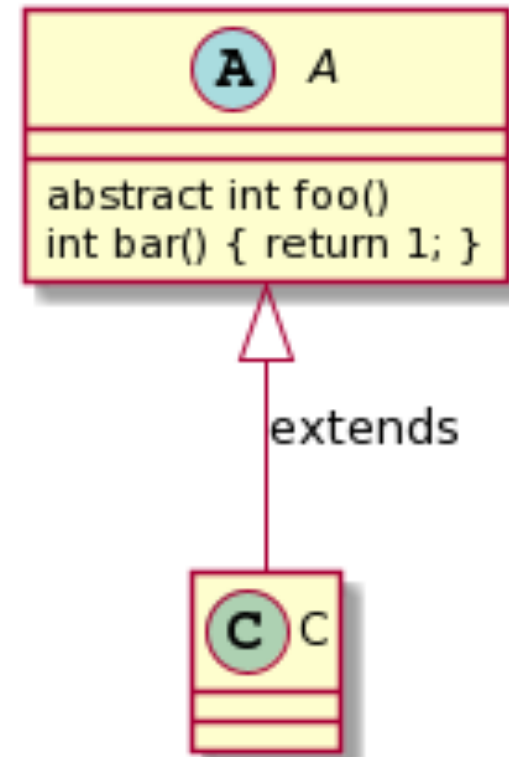 A A
abstract int foo()
int bar() { return 1; }
extends
C C